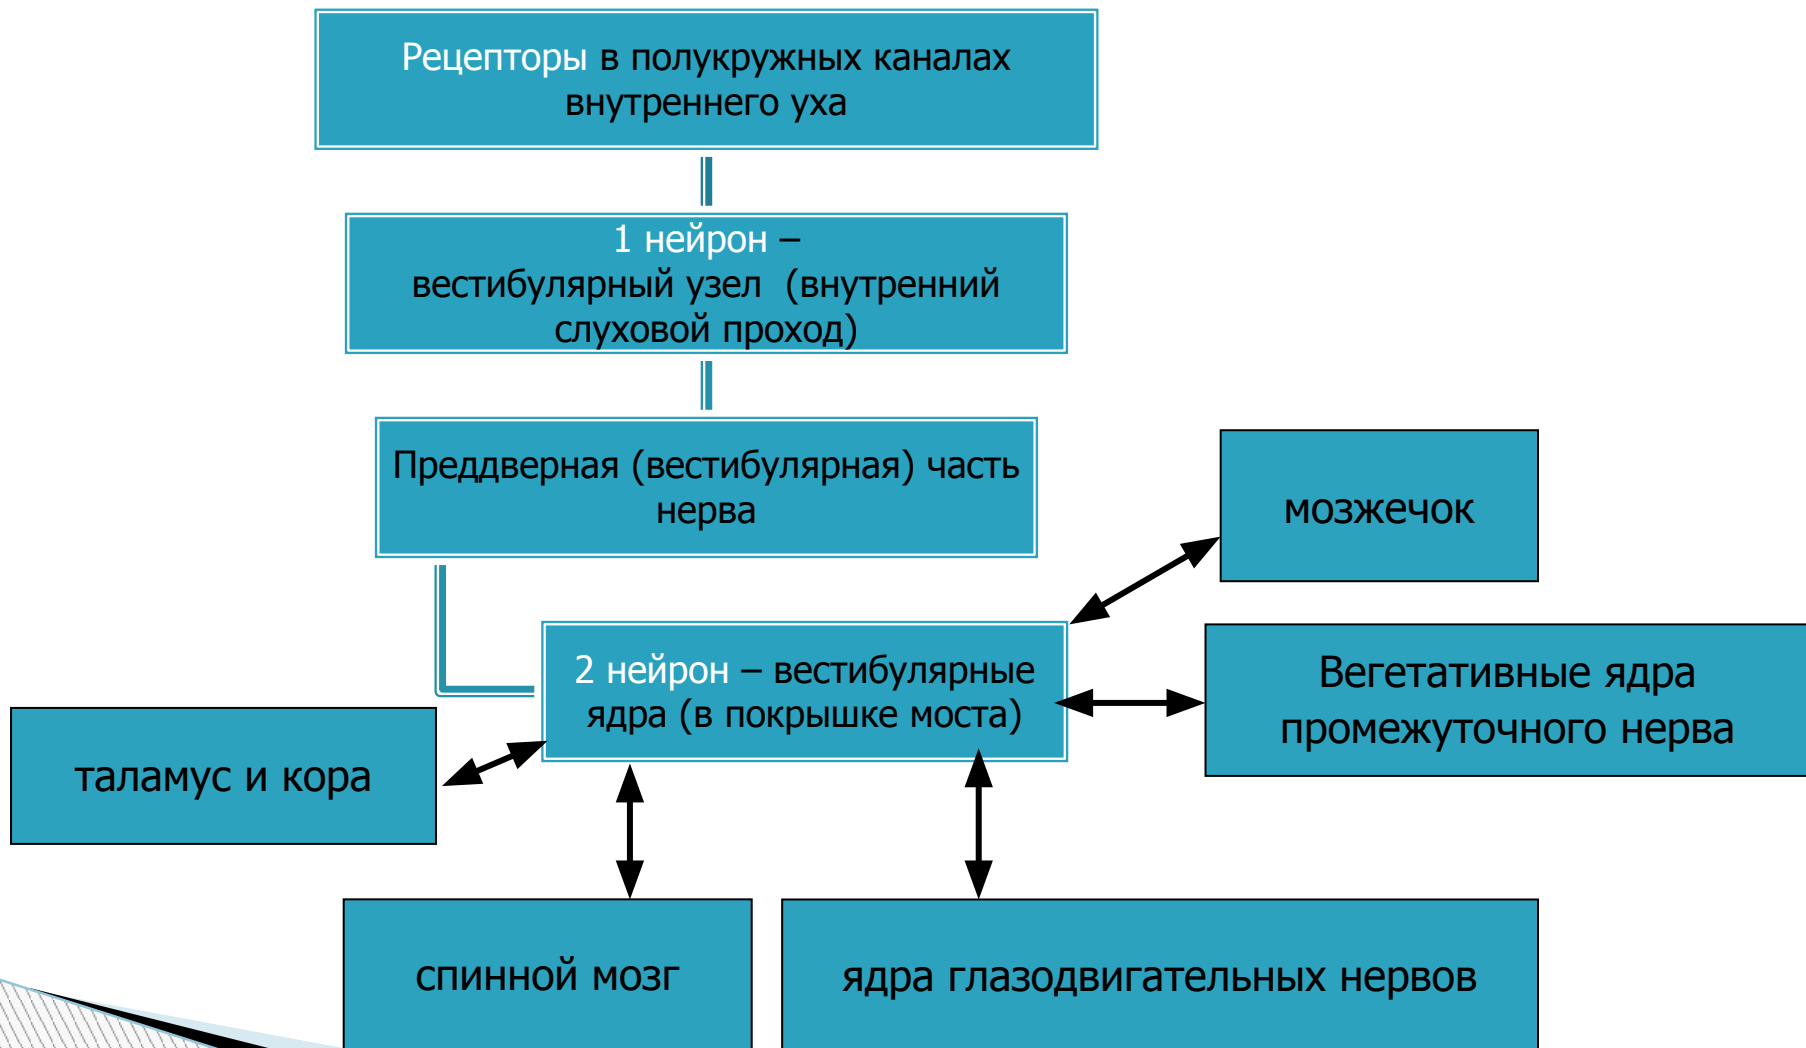 Рецепторы в полукружных каналах
внутреннего уха
1 нейрон –
вестибулярный узел (внутренний
слуховой проход)
Преддверная (вестибулярная) часть
нерва
мозжечок
2 нейрон – вестибулярные
ядра (в покрышке моста)
Вегетативные ядра
промежуточного нерва
таламус и кора
спинной мозг
ядра глазодвигательных нервов